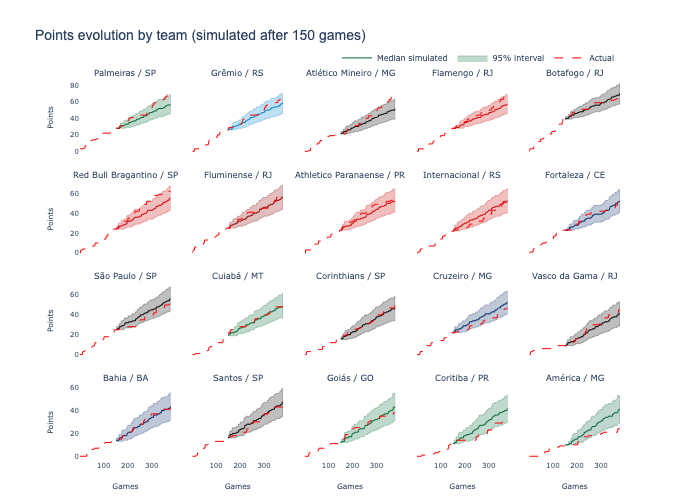 Points evolution by team (simulated after 150 games)
Median simulated 95% interval Actual
Palmeiras / SP Grêmio / RS Atlético Mineiro / MG Flamengo / RJ Botafogo / RJ
80
60
40
20
0
Points
Red Bull Bragantino / SP Fluminense / RJ Athletico Paranaense / PR Internacional / RS Fortaleza / CE
60
40
20
0
Points
São Paulo / SP Cuiabá / MT Corinthians / SP Cruzeiro / MG Vasco da Gama / RJ
60
40
20
0
Points
Bahia / BA Santos / SP Goiás / GO Coritiba / PR América / MG
60
40
20
0
Points
100 200 300 100 200 300 100 200 300 100 200 300 100 200 300
Games Games Games Games Games